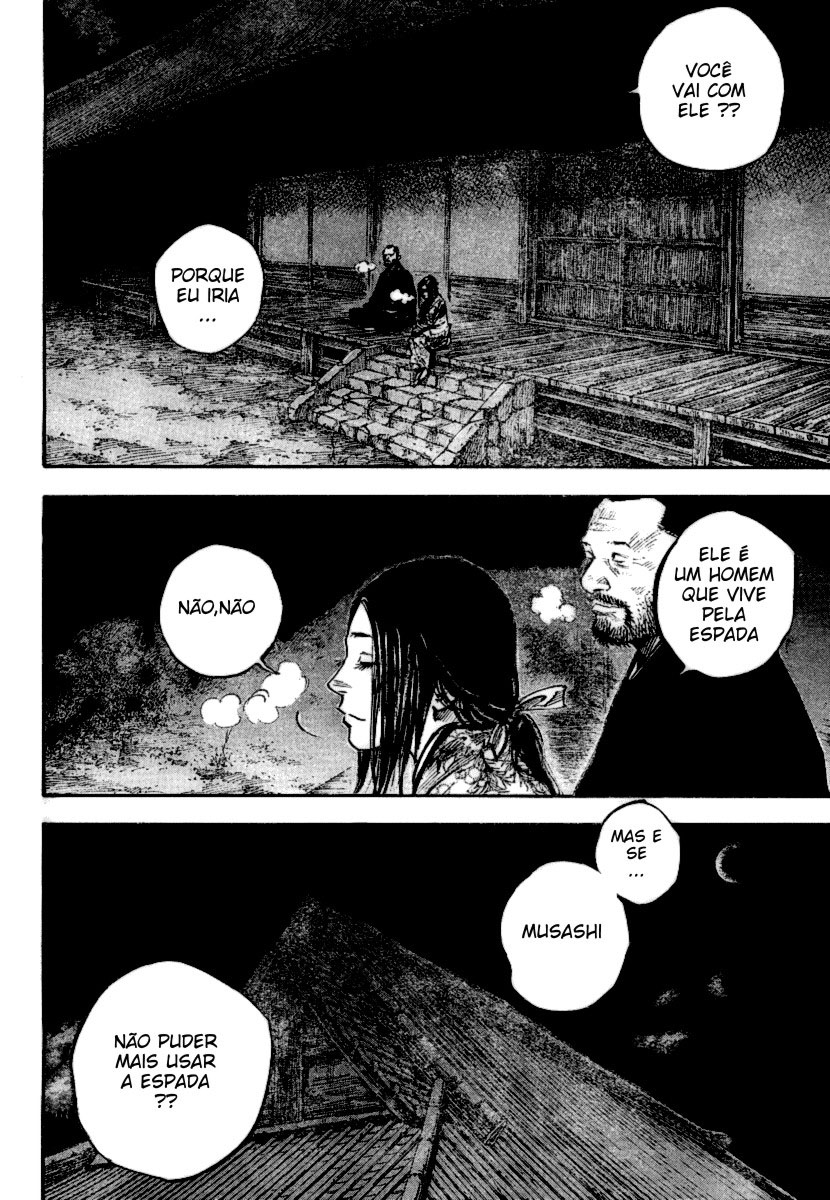 VOCÊ
VAI COM
ELE ??
PORQUE
EU IRIA
...
ELE É
UM HOMEM
QUE VIVE
PELA
ESPADA
NÃO,NÃO
MAS E
SE
...
MUSASHI
NÃO PUDER
MAIS USAR
A ESPADA
??